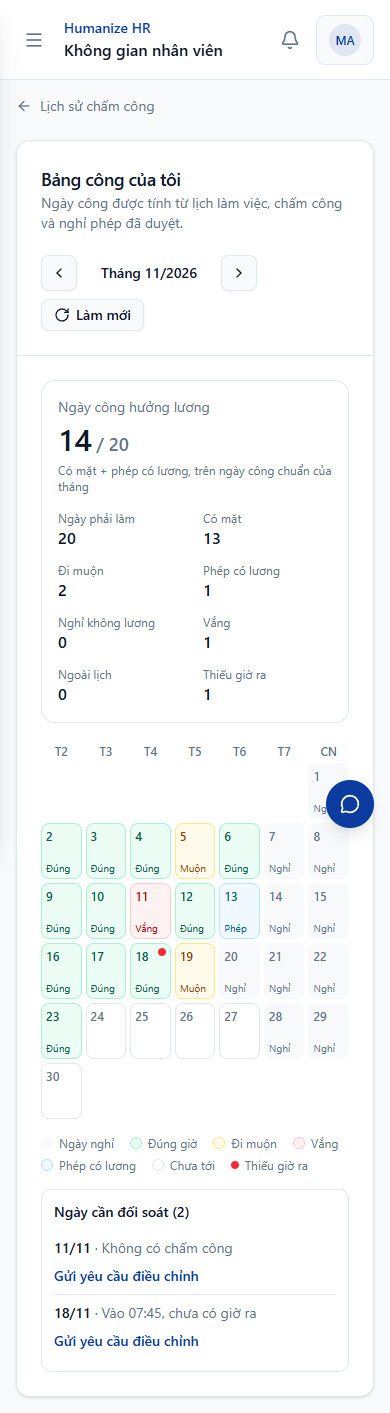 Humanize HR
Không gian nhân viên
MA
Lịch sử chấm công
Bảng công của tôi
Ngày công được tính từ lịch làm việc, chấm công
và nghỉ phép đã duyệt.
Tháng 11/2026
Làm mới
Ngày công hưởng lương
14 / 20
Có mặt + phép có lương, trên ngày công chuẩn của
tháng
Ngày phải làm Có mặt
20 13
Đi muộn Phép có lương
2 1
Nghỉ không lương Vắng
0 1
Ngoài lịch Thiếu giờ ra
0 1
T2 T3 T4 T5 T6 T7 CN
1
2 3 4 5 6 7 8
Đúng Đúng Đúng Muộn Đúng Nghỉ Nghỉ
9 10 11 12 13 14 15
Đúng Đúng Vắng Đúng Phép Nghỉ Nghỉ
16 17 18 19 20 21 22
Đúng Đúng Đúng Muộn Nghỉ Nghỉ Nghỉ
23 24 25 26 27 28 29
Đúng Nghỉ Nghỉ
30
Ngày nghỉ Đúng giờ Đi muộn Vắng
Phép có lương Chưa tới Thiếu giờ ra
Ngày cần đối soát (2)
11/11 · Không có chấm công
Gửi yêu cầu điều chỉnh
18/11 · Vào 07:45, chưa có giờ ra
Gửi yêu cầu điều chỉnh